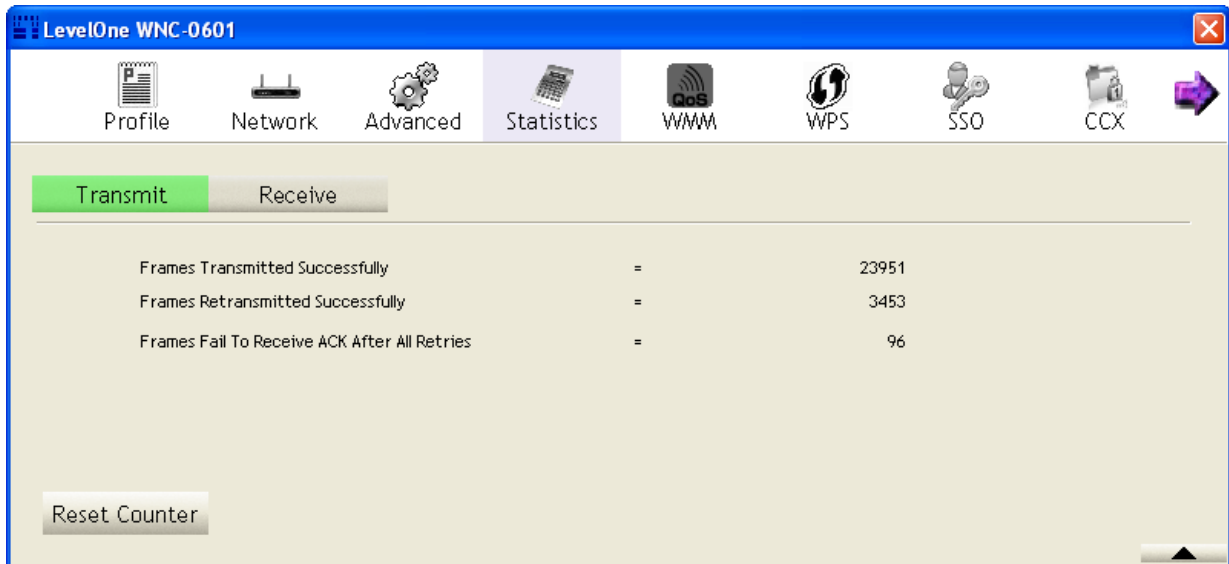 LevelOne WNC-0601
Profile Network Advanced Statistics WMM WPS SSO CCX
QoS
Transmit Receive
Frames Transmitted Successfully = 23951
Frames Retransmitted Successfully = 3453
Frames Fail To Receive ACK After All Retries = 96
Reset Counter